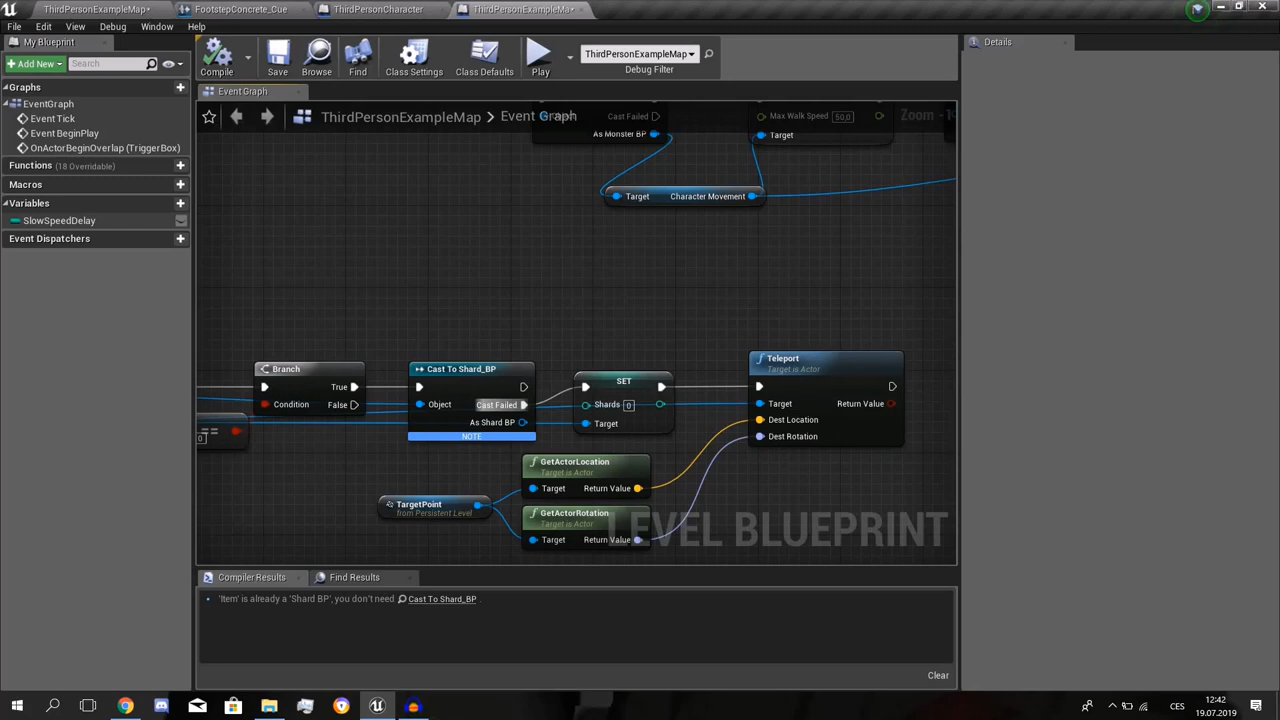 ThirdPersonExampleMap*
FootstepConcrete_Cue
ThirdPersonCharacter
ThirdPersonExampleMa
File Edit View Debug Window Help
My Blueprint
Add New
Search
Compile
Save
Browse
Find
Class Settings
Class Defaults
Play
ThirdPersonExampleMap
Debug Filter
Details
Graphs
EventGraph
Event Tick
Event BeginPlay
OnActorBeginOverlap (TriggerBox)
Functions (18 Overridable)
Macros
Variables
SlowSpeedDelay
Event Dispatchers
Event Graph
ThirdPersonExampleMap > Event Graph
Zoom -1
Cast Failed
As Monster BP
Max Walk Speed 50,0
Target
Target Character Movement
Branch
True
Condition False
==
0
Cast To Shard_BP
Object Cast Failed
As Shard BP
NOTE
SET
Shards 0
Target
Teleport
Target is Actor
Target Return Value
Dest Location
Dest Rotation
TargetPoint
from Persistent Level
GetActorLocation
Target is Actor
Target Return Value
GetActorRotation
Target is Actor
Target Return Value
LEVEL BLUEPRINT
Compiler Results
Find Results
'Item' is already a 'Shard BP', you don't need Cast To Shard_BP .
Clear
CES
12:42
19.07.2019